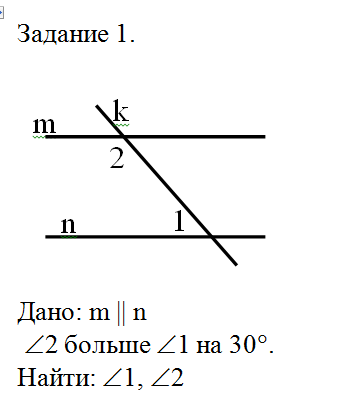 Задание 1.
k
m
2
n
1
Дано: m || n
∠2 больше ∠1 на 30°.
Найти: ∠1, ∠2